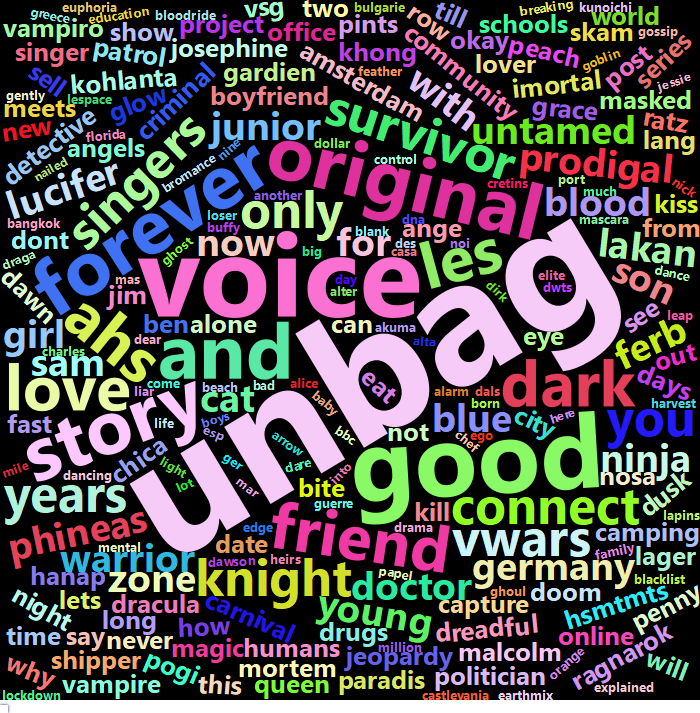 euphoria
greece education bloodride
vsg two bulgarie
till breaking kunoichi
world
vampiro show. project office pints row schools skam gossip
singer patrol josephine khong okay peach post series
sell kohlanta gardien amsterdam community lover goblin
gently lespace glow criminal feather with imortal jessie
meets boyfriend grace masked
new florida junior survivor untamed ratz
detective angels singers dollar lang
nailed bromance nine original control prodigal
lucifer forever another cretins port nick
much blood kiss
bangkok loser only dna mascara from
dont buffy now for blank ange les lakan
draga ghost voice big des casa noi son dance
dawn mas jim day alter dirk elite dwts
girl ahs ben alone can akuma alta eye see leap
charles dear unbag ferb out
sam and days
love liar come beach bad alice eat alarm dals dark harvest
story cat baby born you
fast life boys esp bbc not blue city here
chica arrow chef ego
mile dancing light ger dare into good ninja
years lot mar bite nosa dusk
guerre kill connect lapins
phineas mental edge friend drama vwars camping
warrior date family lager
hanap zone dawson heirs papel germany blacklist
knight doctor ghoul doom
night lets dracula carnival young capture hsmtmts penny
long
time say never how drugs dreadful online
magic humans million jeopardy malcolm orange ragnarok
why shipper pogi mortem politician will
vampire this queen paradis explained
lockdown castlevania earthmix